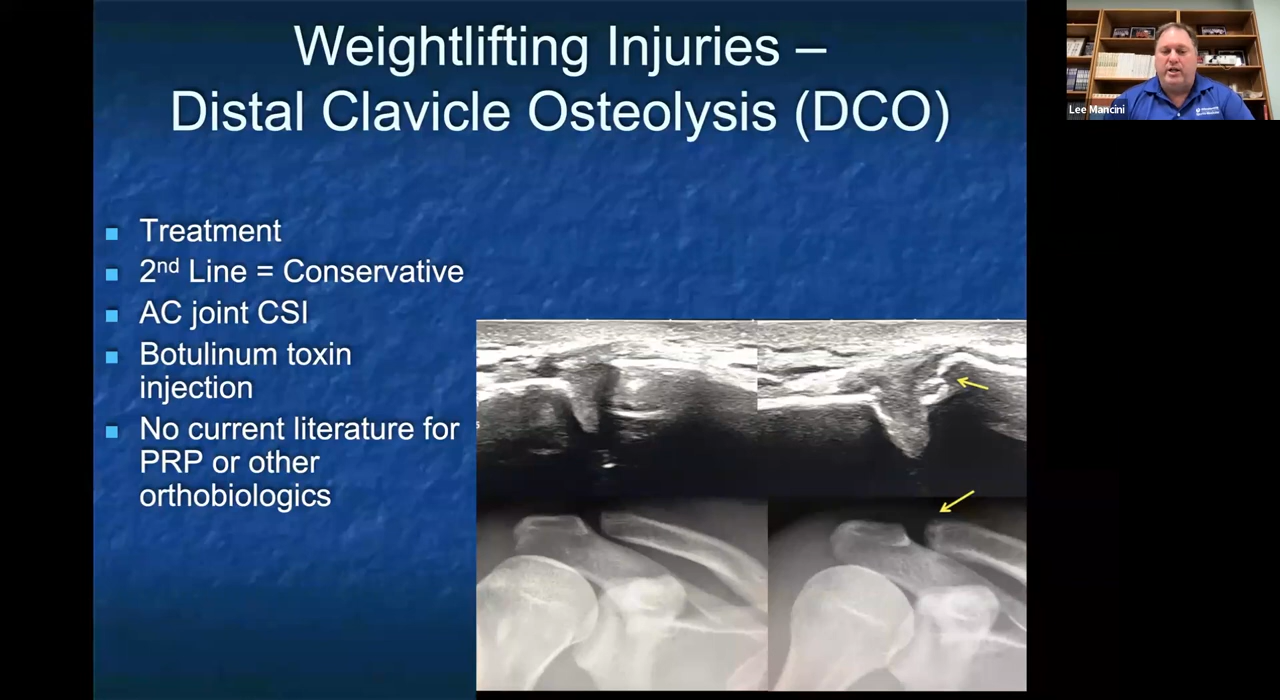 Weightlifting Injuries –
Distal Clavicle Osteolysis (DCO)
Lee Mancini
Treatment
2nd Line = Conservative
AC joint CSI
Botulinum toxin
injection
No current literature for
PRP or other
orthobiologics